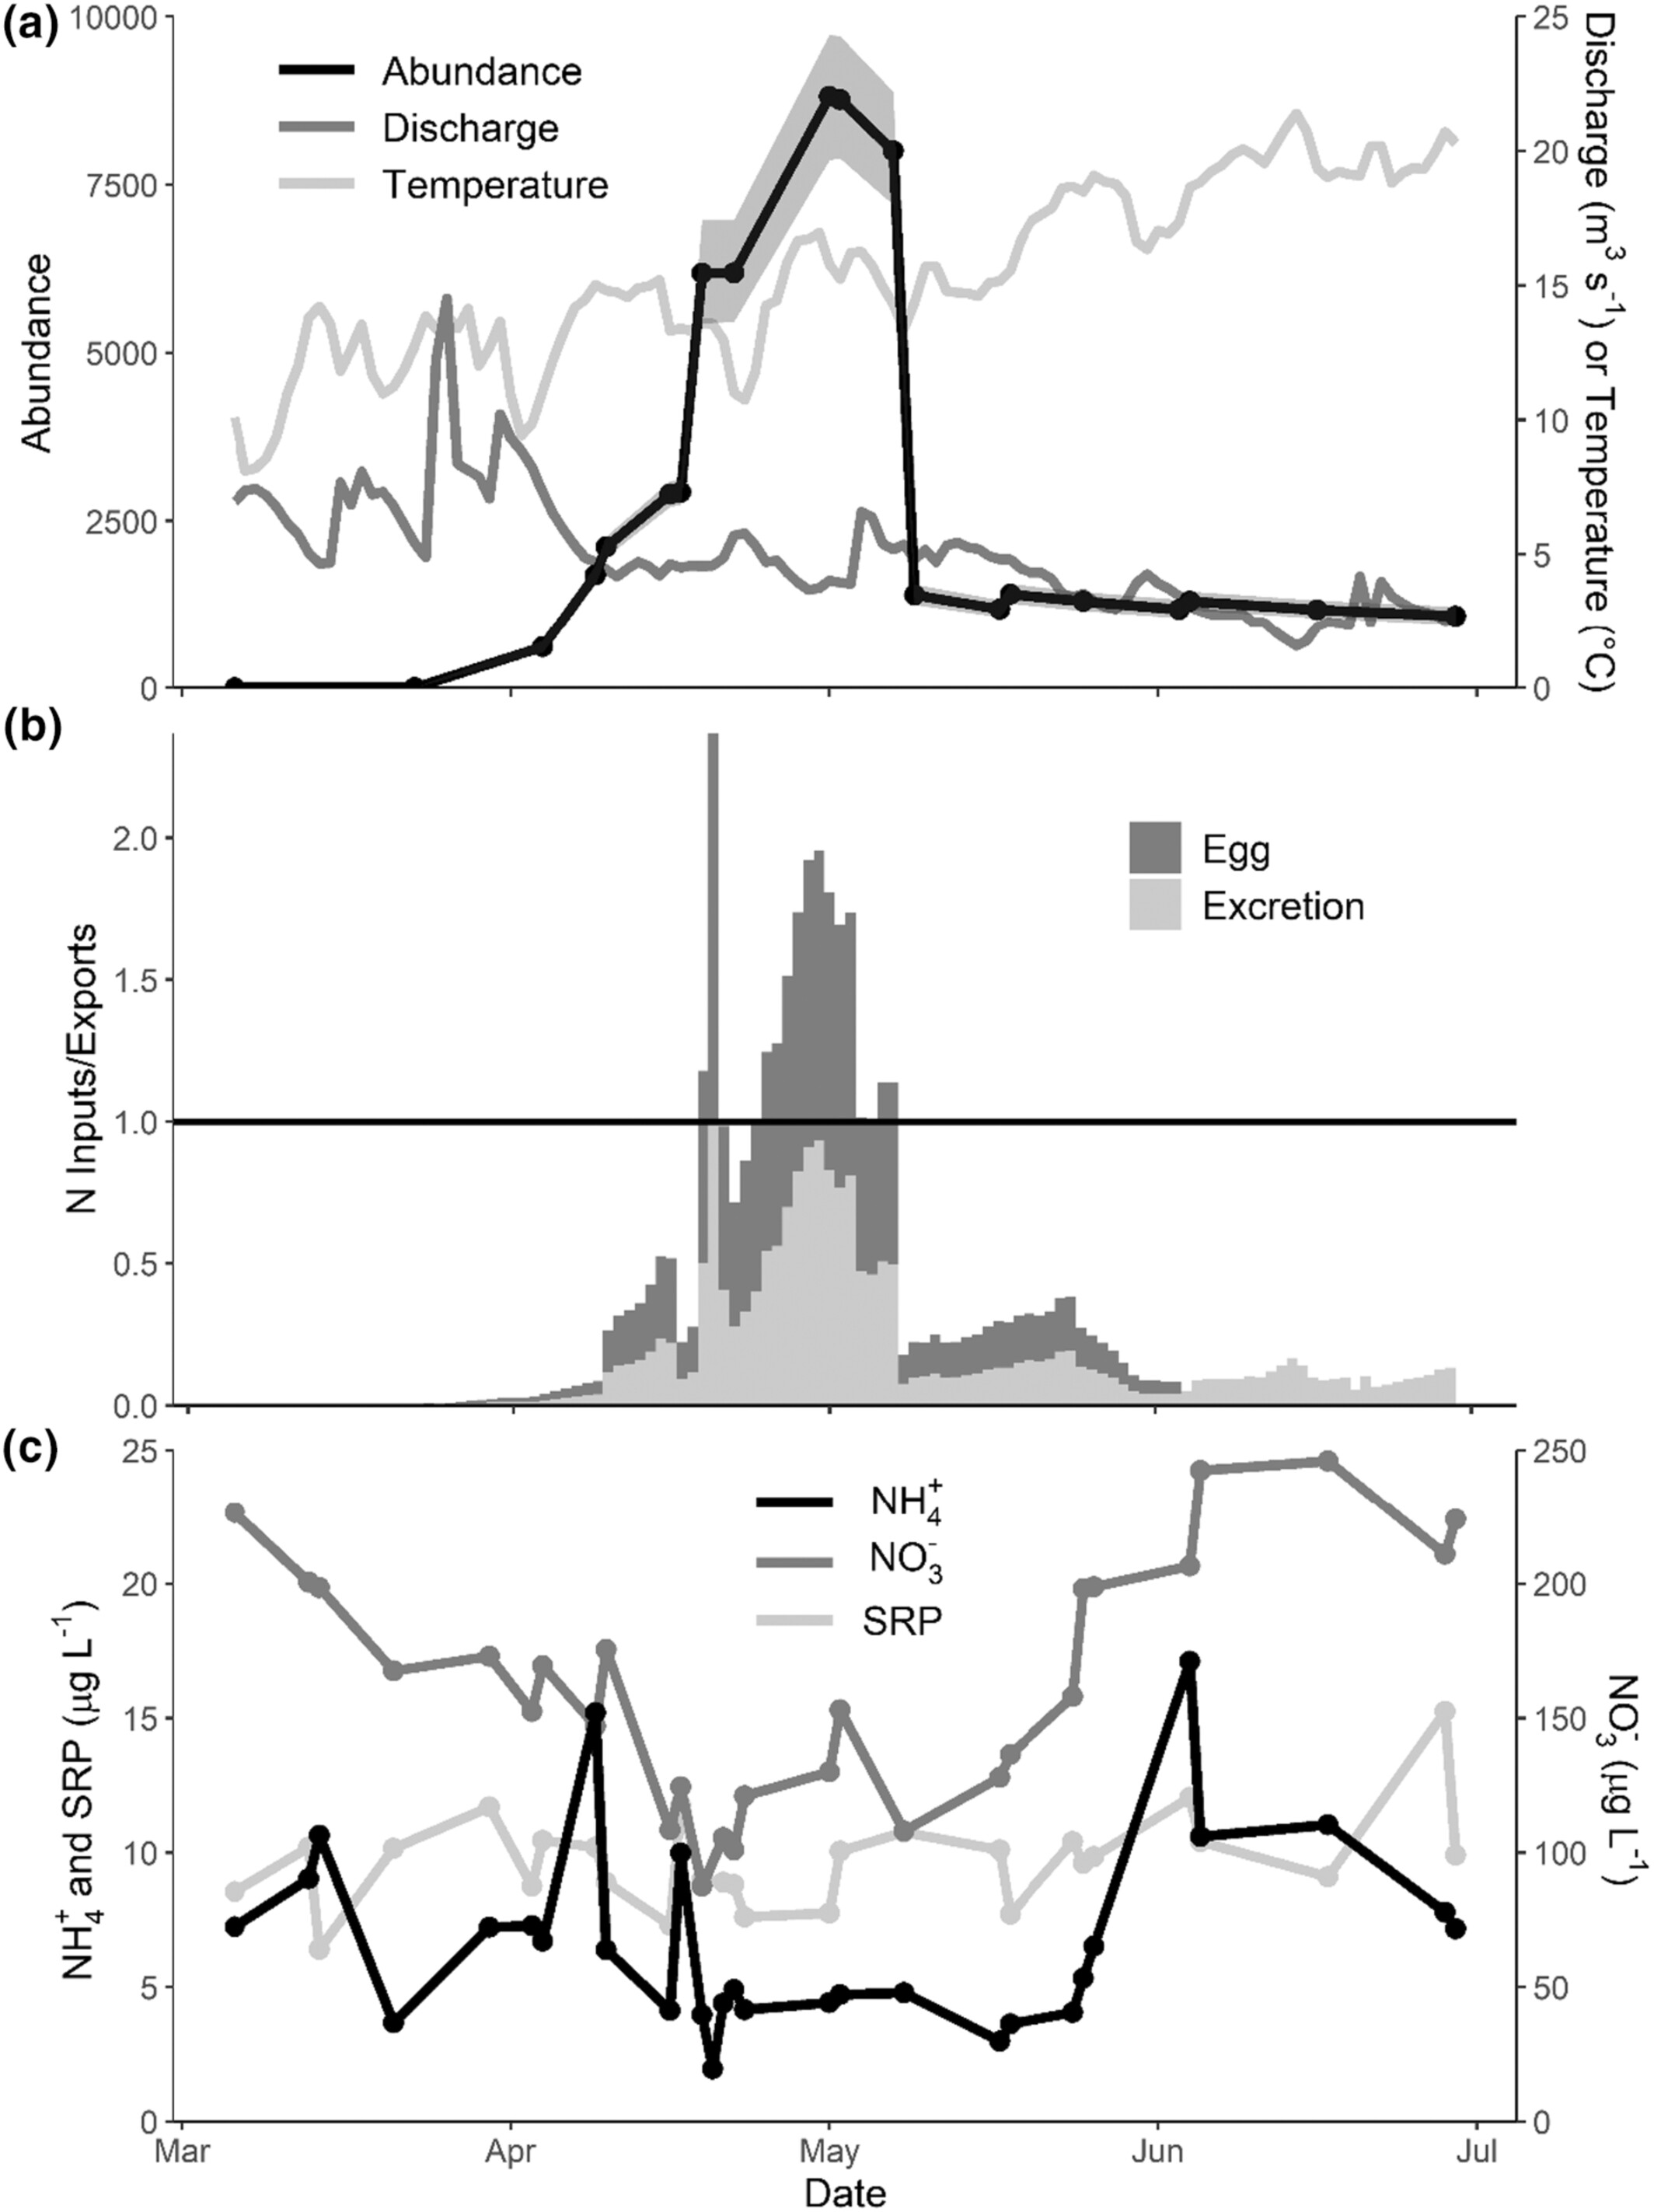 (a)
10000
7500
5000
2500
0
Abundance
Abundance
Discharge
Temperature
25
20
15
10
5
0
Discharge (m³ s⁻¹) or Temperature (°C)
(b)
2.0
1.5
1.0
0.5
0.0
N Inputs/Exports
Egg
Excretion
(c)
25
20
15
10
5
0
NH₄⁺ and SRP (µg L⁻¹)
NH₄⁺
NO₃⁻
SRP
250
200
150
100
50
0
NO₃⁻ (µg L⁻¹)
Mar Apr May Jun Jul
Date